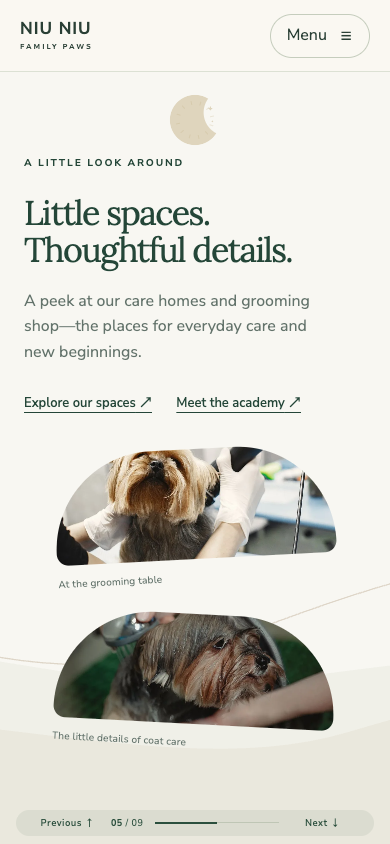 NIU NIU
FAMILY PAWS
Menu
A LITTLE LOOK AROUND
Little spaces.
Thoughtful details.
A peek at our care homes and grooming
shop—the places for everyday care and
new beginnings.
Explore our spaces ↗ Meet the academy ↗
At the grooming table
The little details of coat care
Previous ↑ 05 / 09 Next ↓